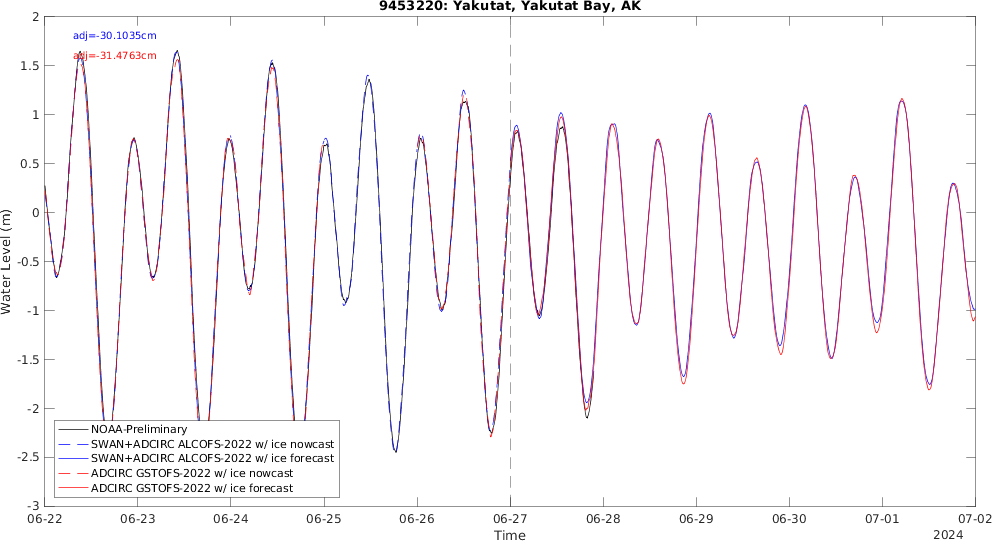 9453220: Yakutat, Yakutat Bay, AK
adj=-30.1035cm
adj=-31.4763cm
2
1.5
1
0.5
0
-0.5
-1
-1.5
-2
-2.5
-3
Water Level (m)
NOAA-Preliminary
SWAN+ADCIRC ALCOFS-2022 w/ ice nowcast
SWAN+ADCIRC ALCOFS-2022 w/ ice forecast
ADCIRC GSTOFS-2022 w/ ice nowcast
ADCIRC GSTOFS-2022 w/ ice forecast
06-22 06-23 06-24 06-25 06-26 06-27 06-28 06-29 06-30 07-01 07-02
Time
2024